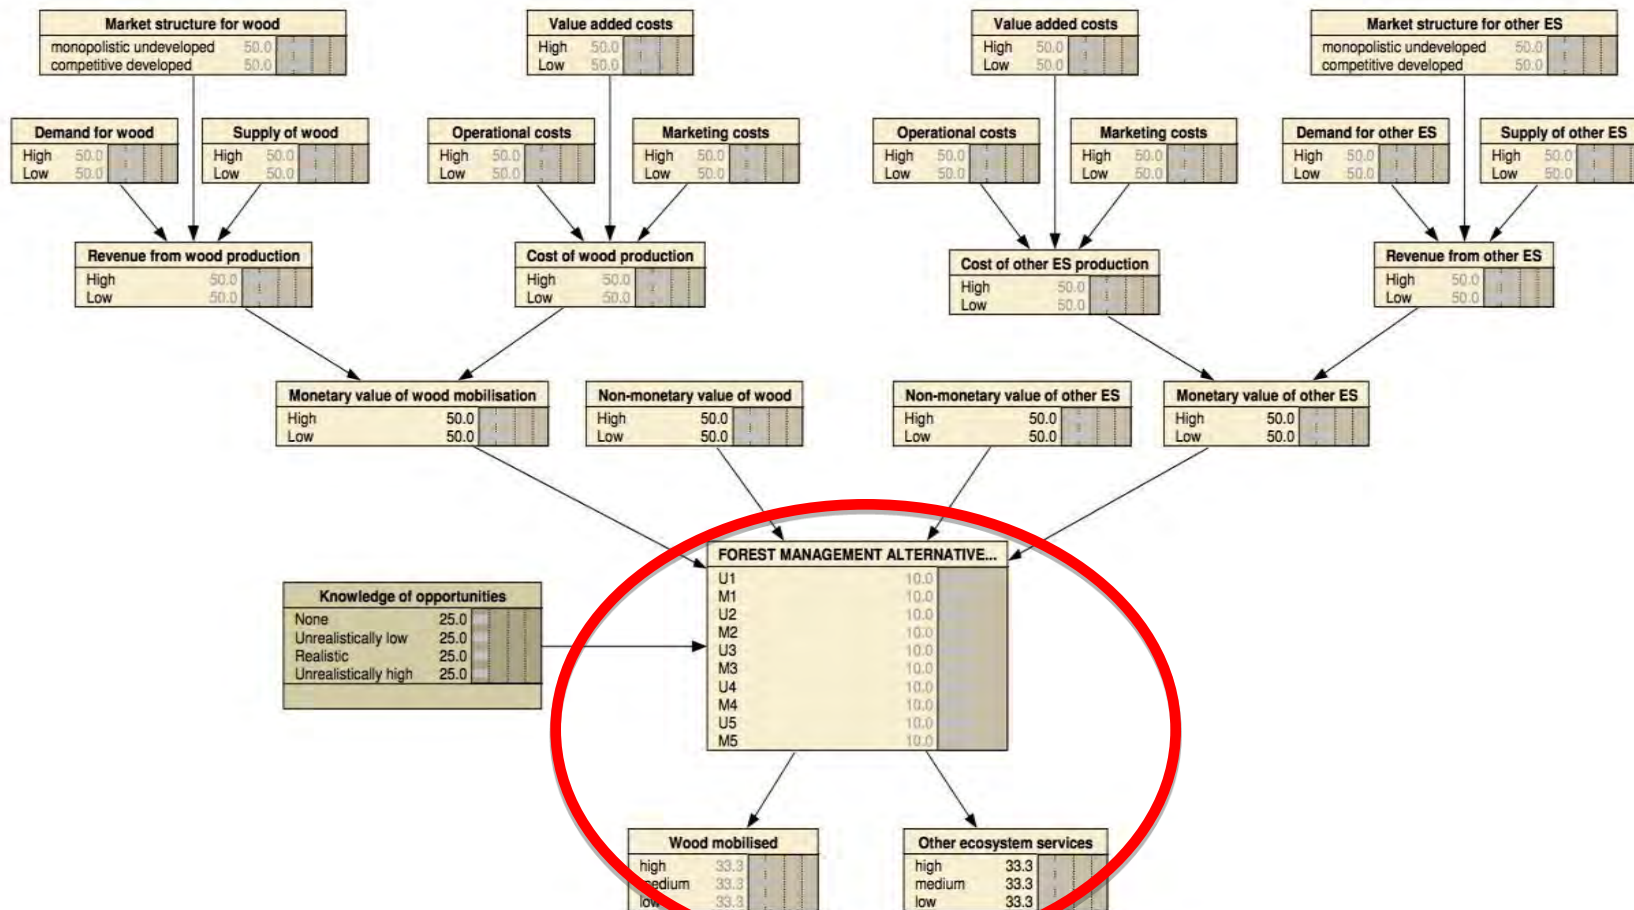 Market structure for wood
monopolistic undeveloped 50.0
competitive developed 50.0
Value added costs
High 50.0
Low 50.0
Value added costs
High 50.0
Low 50.0
Market structure for other ES
monopolistic undeveloped 50.0
competitive developed 50.0
Demand for wood
High 50.0
Low 50.0
Supply of wood
High 50.0
Low 50.0
Operational costs
High 50.0
Low 50.0
Marketing costs
High 50.0
Low 50.0
Operational costs
High 50.0
Low 50.0
Marketing costs
High 50.0
Low 50.0
Demand for other ES
High 50.0
Low 50.0
Supply of other ES
High 50.0
Low 50.0
Revenue from wood production
High 50.0
Low 50.0
Cost of wood production
High 50.0
Low 50.0
Cost of other ES production
High 50.0
Low 50.0
Revenue from other ES
High 50.0
Low 50.0
Monetary value of wood mobilisation
High 50.0
Low 50.0
Non-monetary value of wood
High 50.0
Low 50.0
Non-monetary value of other ES
High 50.0
Low 50.0
Monetary value of other ES
High 50.0
Low 50.0
FOREST MANAGEMENT ALTERNATIVE...
U1 10.0
M1 10.0
U2 10.0
M2 10.0
U3 10.0
M3 10.0
U4 10.0
M4 10.0
U5 10.0
M5 10.0
Knowledge of opportunities
None 25.0
Unrealistically low 25.0
Realistic 25.0
Unrealistically high 25.0
Wood mobilised
high 33.3
medium 33.3
low 33.3
Other ecosystem services
high 33.3
medium 33.3
low 33.3